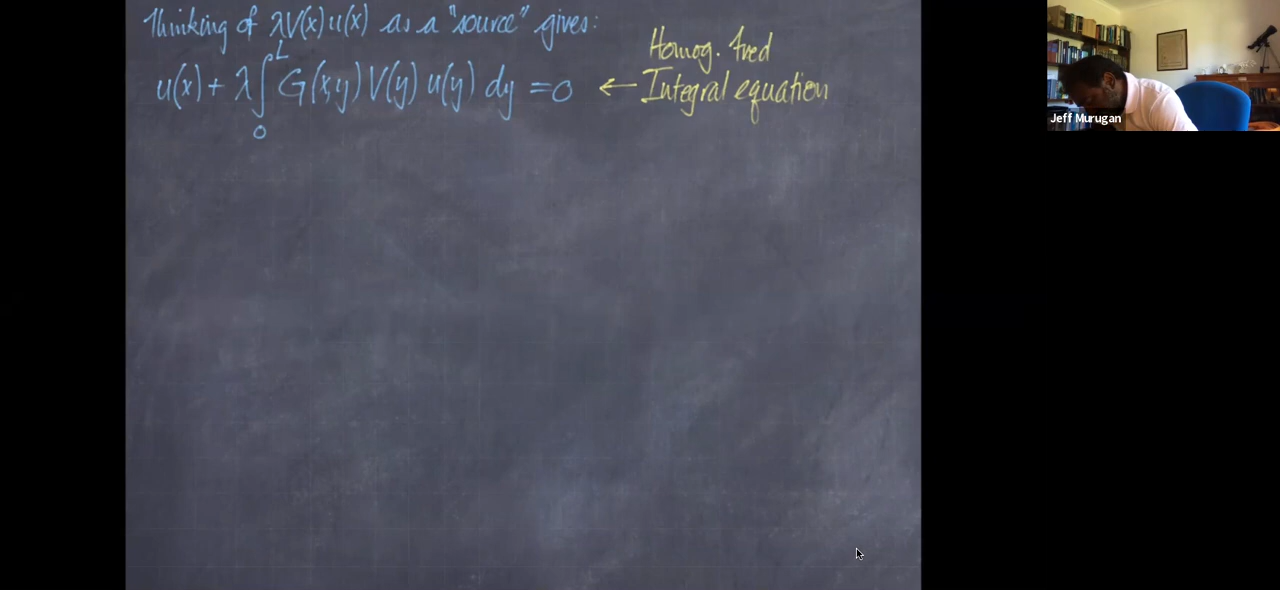 Thinking of λV(x)u(x) as a "source" gives:
u(x) + λ∫₀ᴸ G(x,y) V(y) u(y) dy = 0 ← Homog. Fred
Integral equation
Jeff Murugan